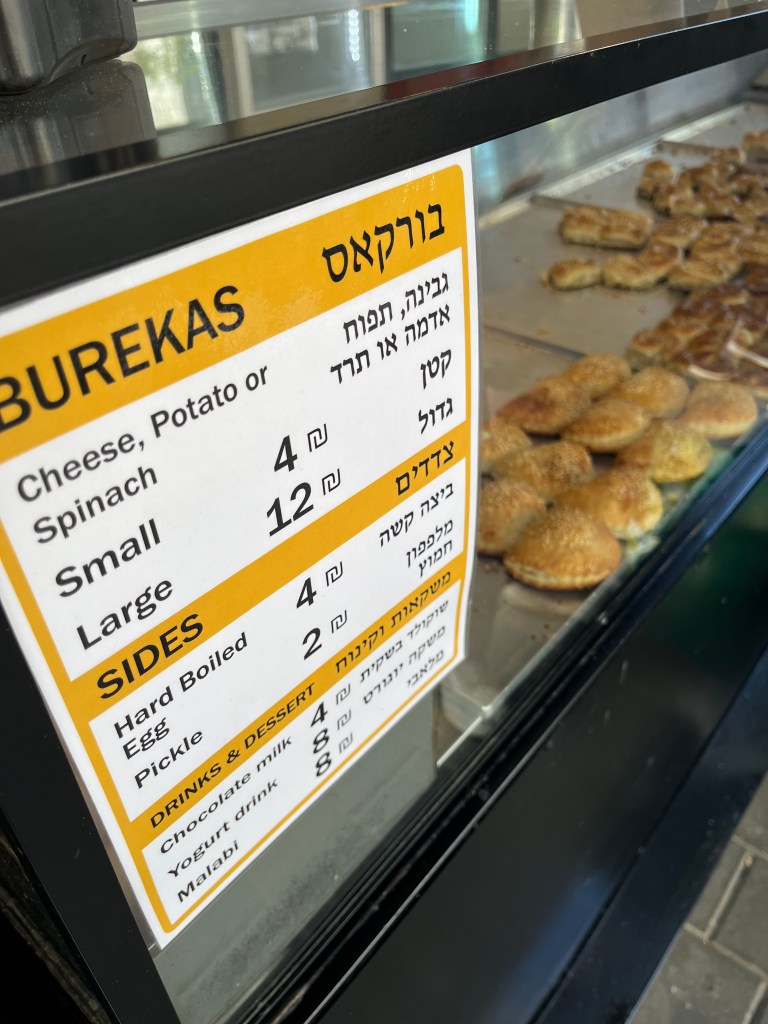 BUREKAS בורקאס
Cheese, Potato or גבינה, תפוח
Spinach אדמה או תרד
Small 4 ₪ קטן
Large 12 ₪ גדול
SIDES צדדים
Hard Boiled 4 ₪ ביצה קשה
Egg
Pickle 2 ₪ מלפפון
חמוץ
DRINKS & DESSERT משקאות וקינוח
Chocolate milk 4 ₪ שוקולד בשקית
Yogurt drink 8 ₪ משקה יוגורט
Malabi 8 ₪ מלאבי